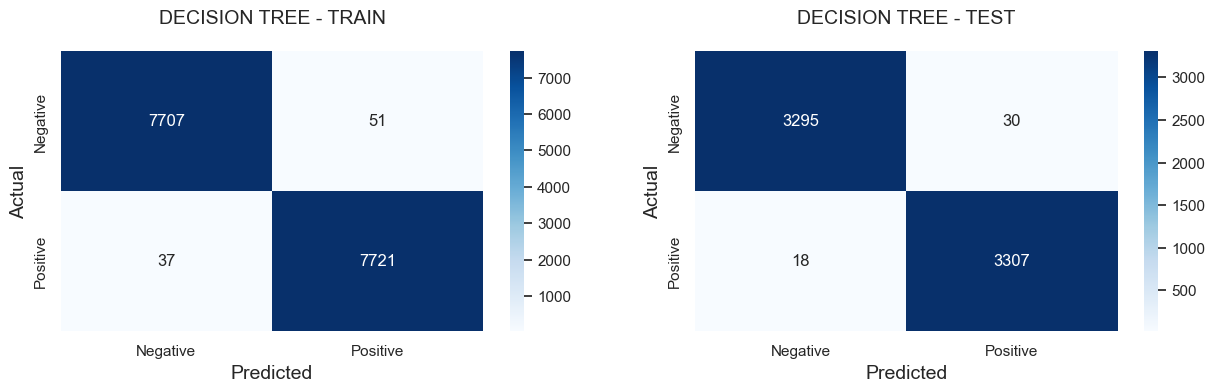 DECISION TREE - TRAIN
Negative
Positive
Actual
7707
51
37
7721
Negative
Positive
Predicted
7000
6000
5000
4000
3000
2000
1000
DECISION TREE - TEST
Negative
Positive
Actual
3295
30
18
3307
Negative
Positive
Predicted
3000
2500
2000
1500
1000
500